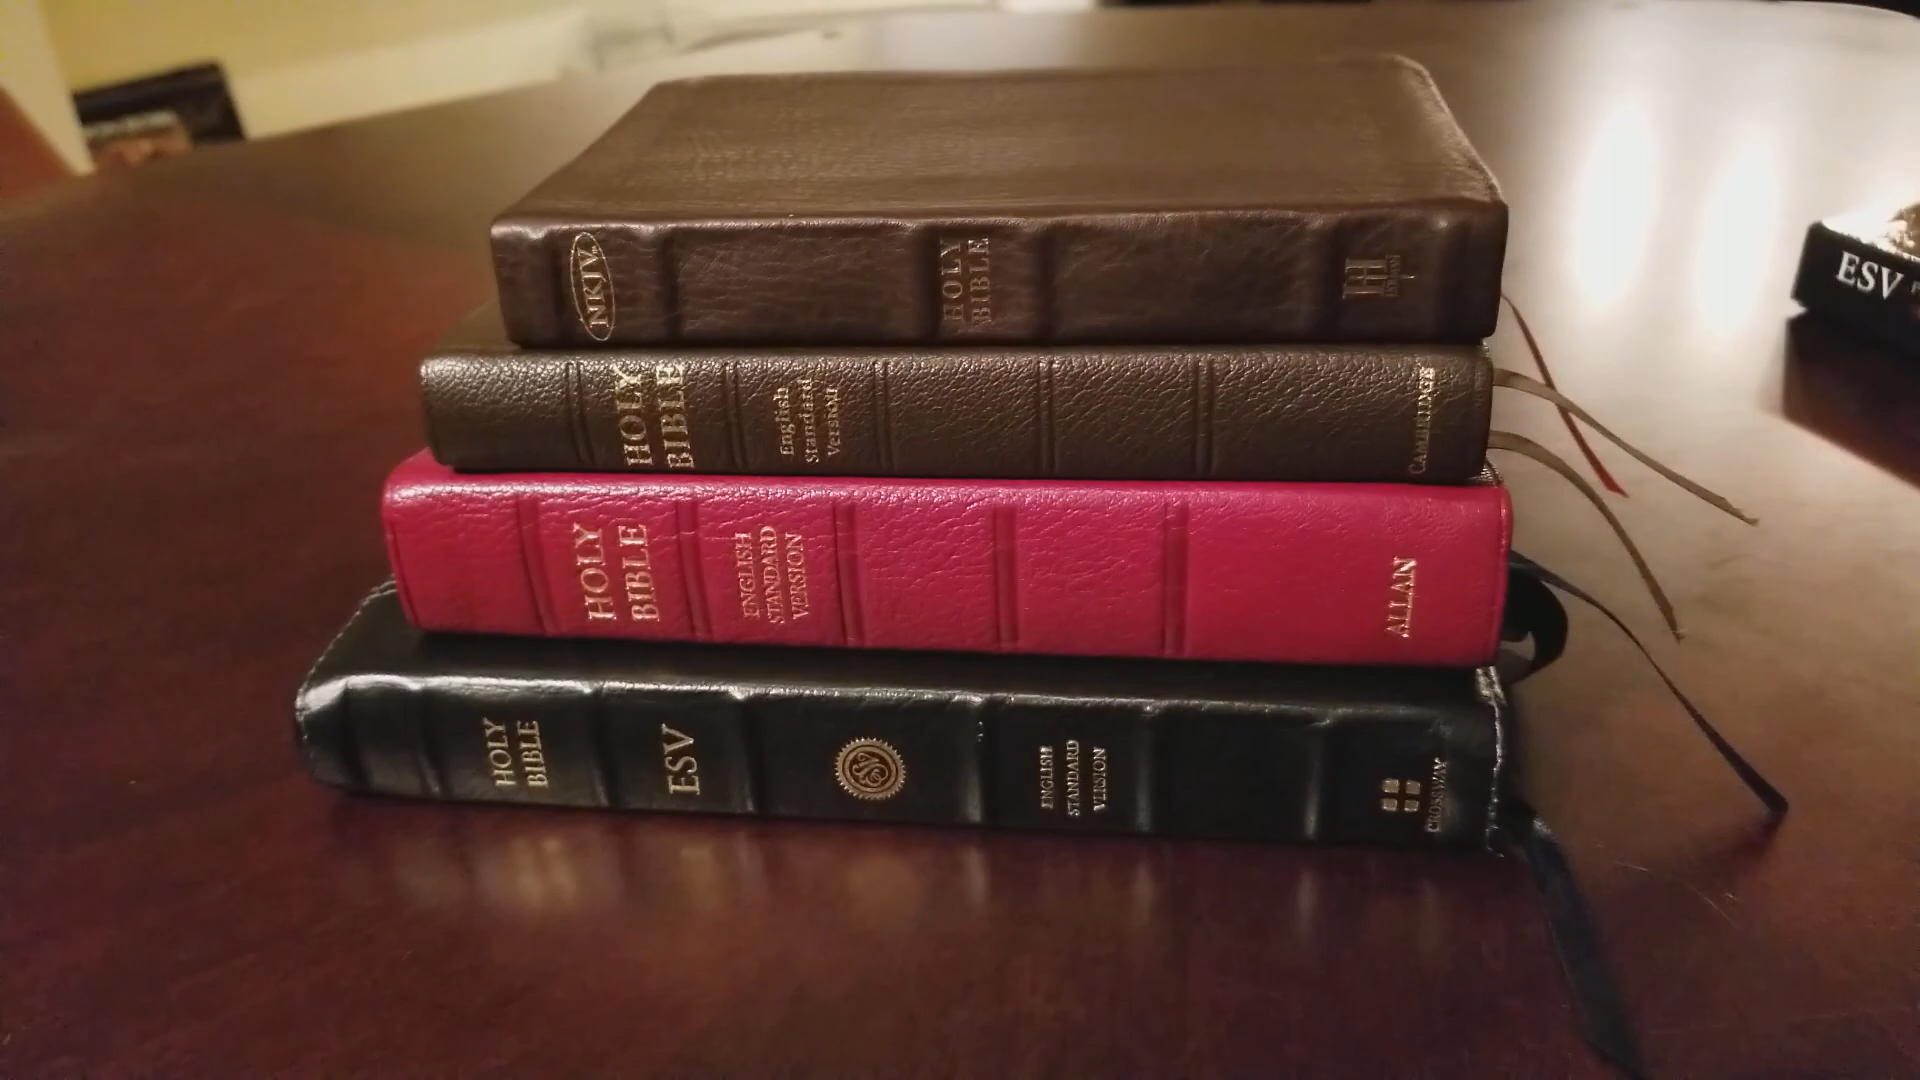 NKJV
HOLY
BIBLE
H
HOLY
BIBLE
English
Standard
Version
CAMBRIDGE
HOLY
BIBLE
ENGLISH
STANDARD
VERSION
ALLAN
HOLY
BIBLE
ESV
ESV
ENGLISH
STANDARD
VERSION
CROSSWAY
ESV